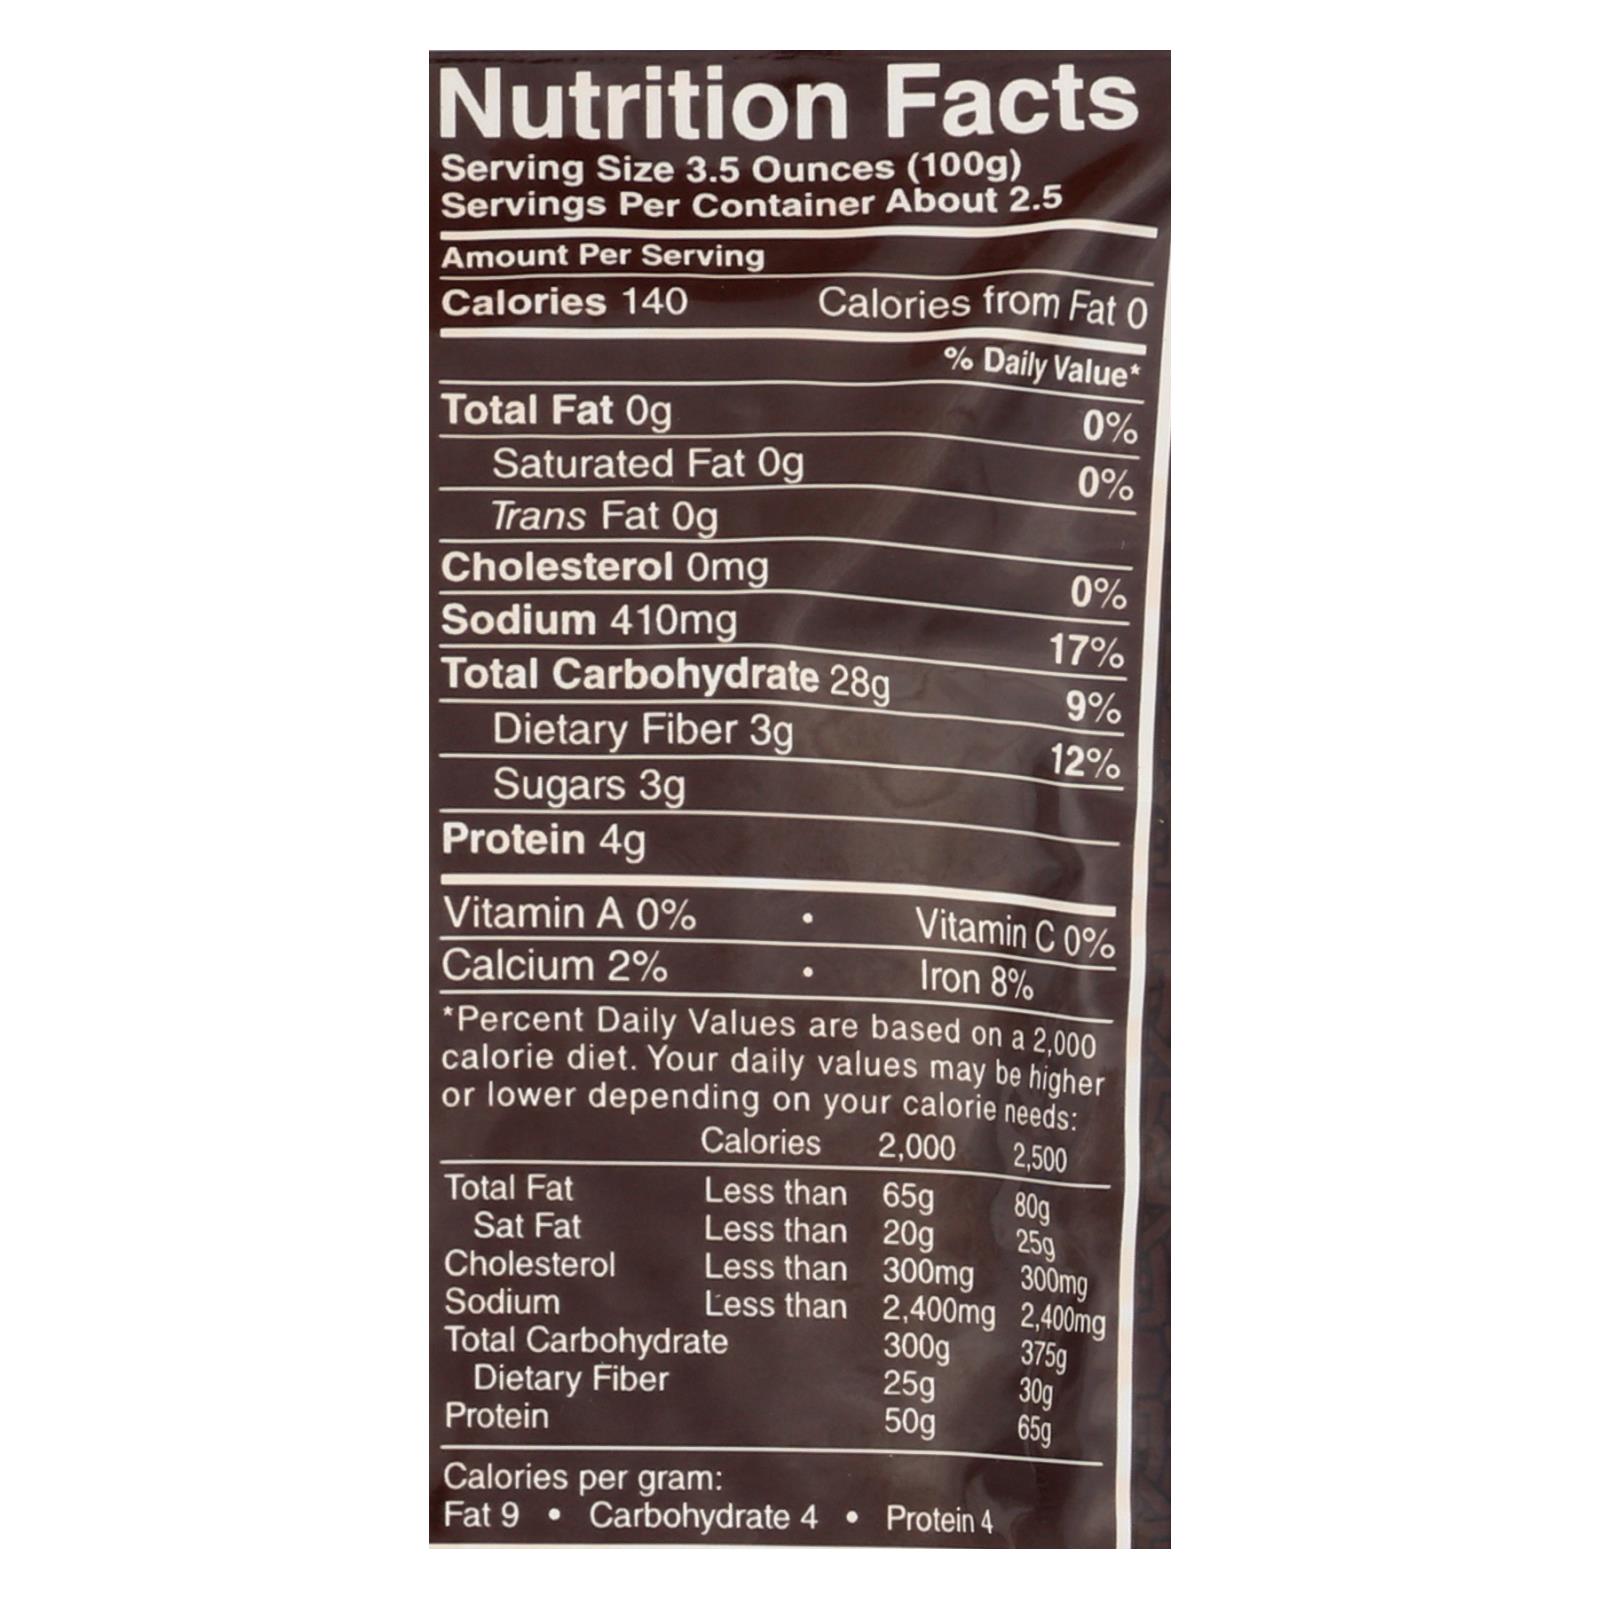 Nutrition Facts
Serving Size 3.5 Ounces (100g)
Servings Per Container About 2.5
Amount Per Serving
Calories 140 Calories from Fat 0
% Daily Value*
Total Fat 0g 0%
Saturated Fat 0g 0%
Trans Fat 0g
Cholesterol 0mg 0%
Sodium 410mg 17%
Total Carbohydrate 28g 9%
Dietary Fiber 3g 12%
Sugars 3g
Protein 4g
Vitamin A 0% • Vitamin C 0%
Calcium 2% • Iron 8%
*Percent Daily Values are based on a 2,000
calorie diet. Your daily values may be higher
or lower depending on your calorie needs:
Calories 2,000 2,500
Total Fat Less than 65g 80g
Sat Fat Less than 20g 25g
Cholesterol Less than 300mg 300mg
Sodium Less than 2,400mg 2,400mg
Total Carbohydrate 300g 375g
Dietary Fiber 25g 30g
Protein 50g 65g
Calories per gram:
Fat 9 • Carbohydrate 4 • Protein 4